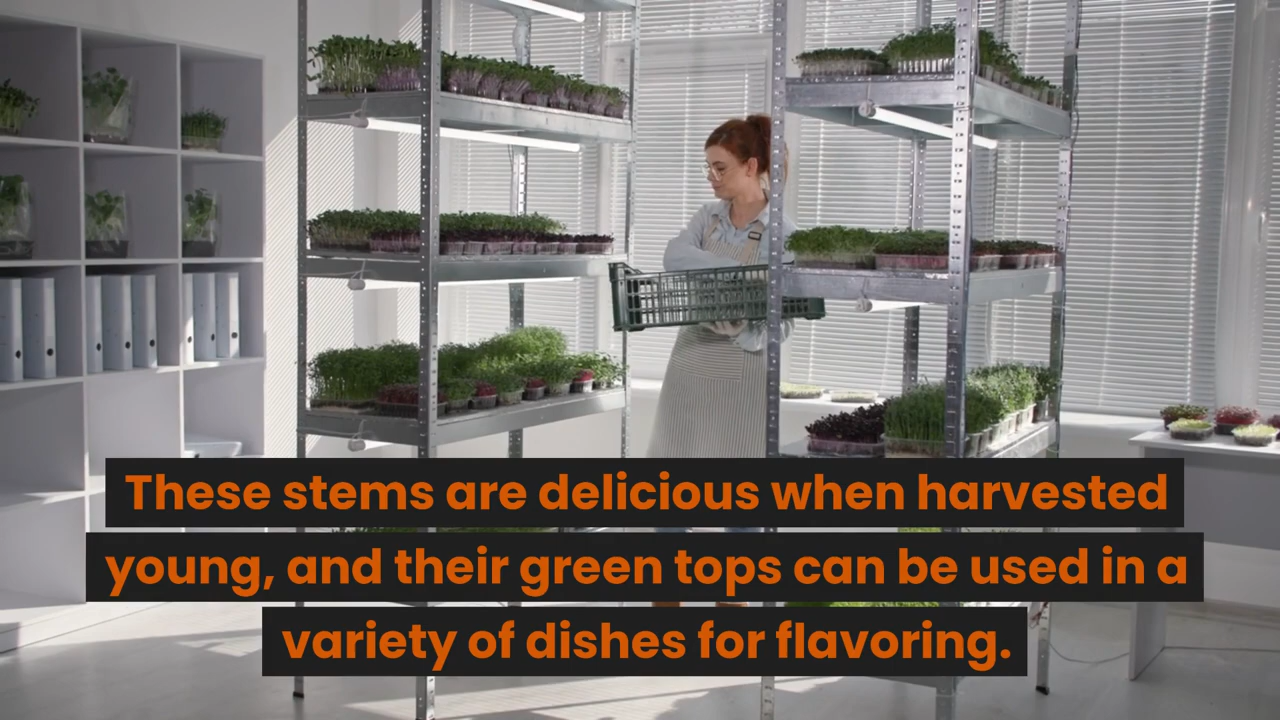 These stems are delicious when harvested
young, and their green tops can be used in a
variety of dishes for flavoring.